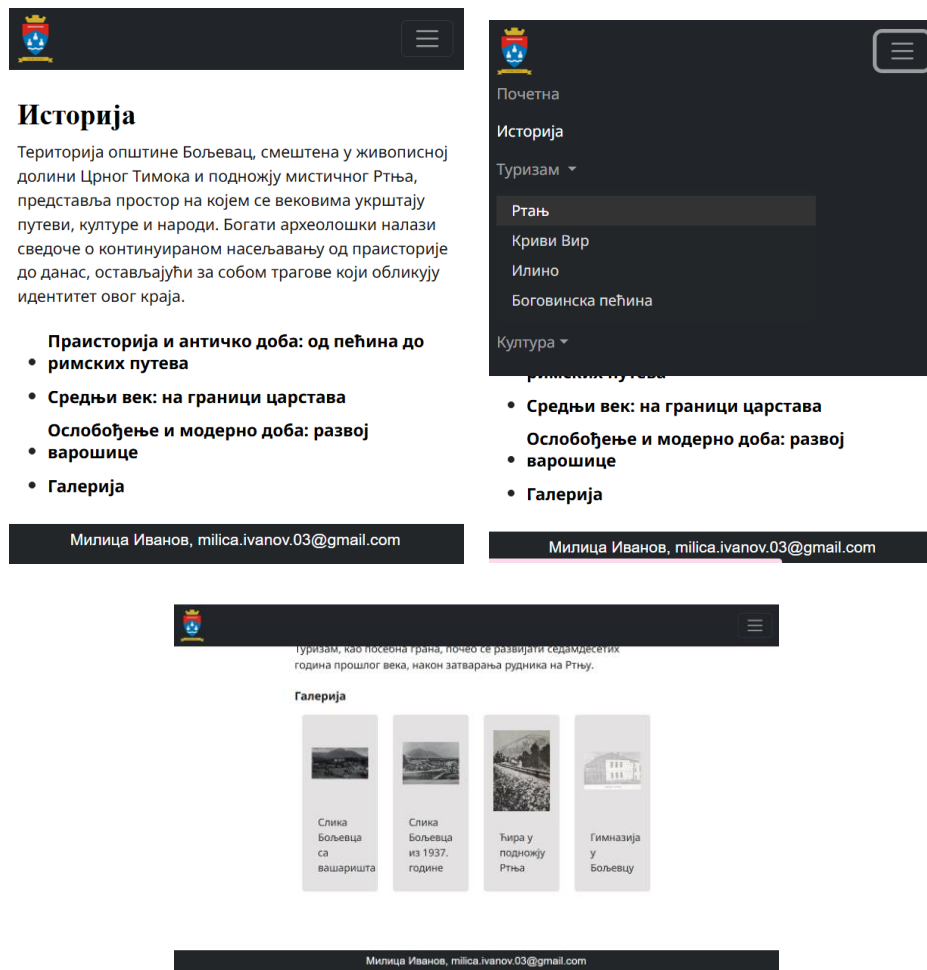 Историја
Територија општине Бољевац, смештена у живописној
долини Црног Тимока и подножју мистичног Ртња,
представља простор на којем се вековима укрштају
путеви, културе и народи. Богати археолошки налази
сведоче о континуираном насељавању од праисторије
до данас, остављајући за собом трагове који обликују
идентитет овог краја.
Праисторија и античко доба: од пећина до
римских путева
Средњи век: на граници царстава
Ослобођење и модерно доба: развој
варошице
Галерија
Милица Иванов, milica.ivanov.03@gmail.com
Почетна
Историја
Туризам
Ртањ
Криви Вир
Илино
Боговинска пећина
Култура
римских путева
Средњи век: на граници царстава
Ослобођење и модерно доба: развој
варошице
Галерија
Милица Иванов, milica.ivanov.03@gmail.com
Туризам, као посебна грана, почео се развијати седамдесетих
година прошлог века, након затварања рудника на Ртњу.
Галерија
Слика
Бољевца
са
вашаришта
Слика
Бољевца
из 1937.
године
Ћира у
подножју
Ртња
Гимназија
у
Бољевцу
Милица Иванов, milica.ivanov.03@gmail.com